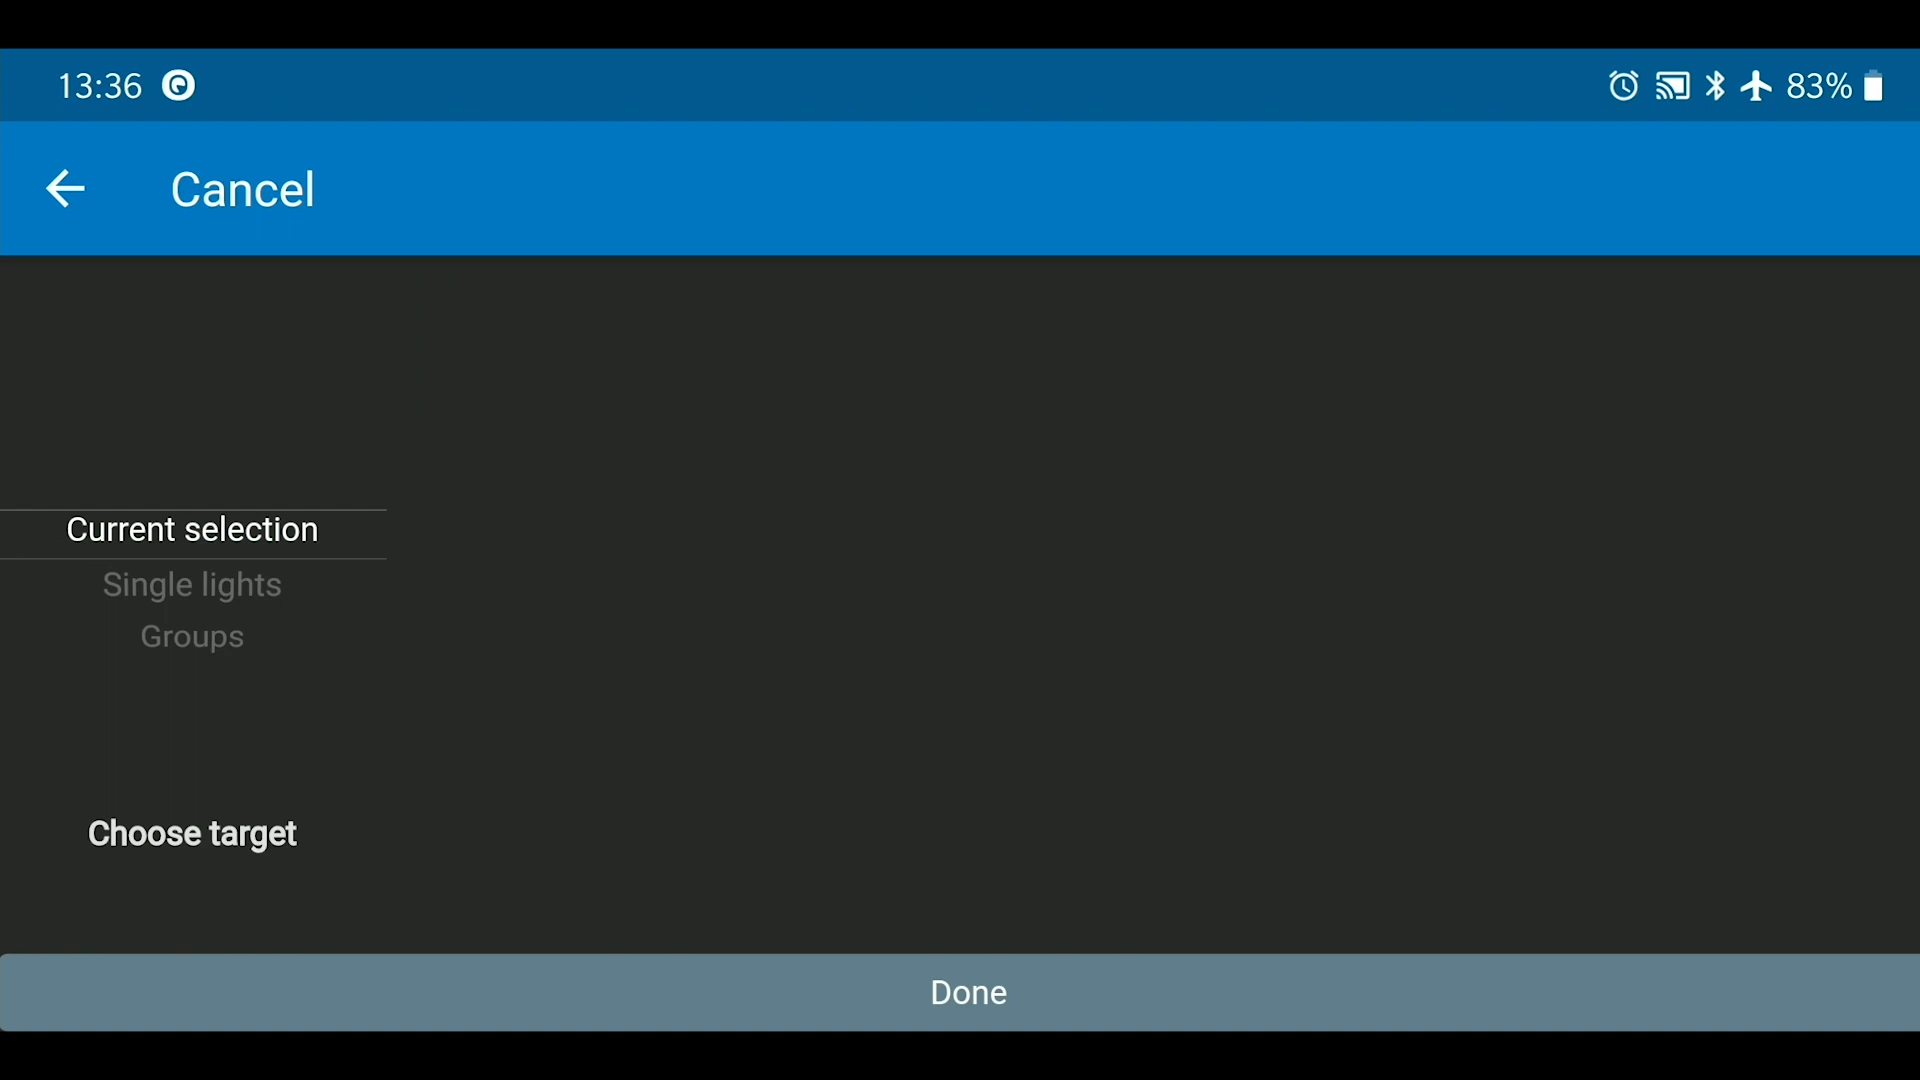 13:36
83%
Cancel
Current selection
Single lights
Groups
Choose target
Done